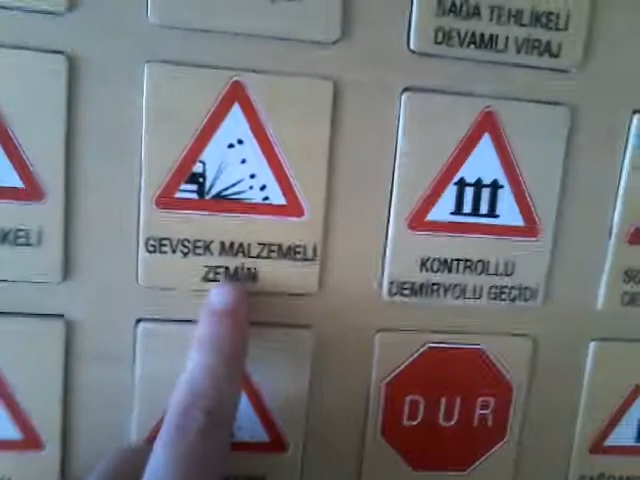 SAĞA TEHLİKELİ
DEVAMLI VİRAJ
GEVŞEK MALZEMELİ
ZEMİN
KONTROLLU
DEMİRYOLU GEÇİDİ
DUR